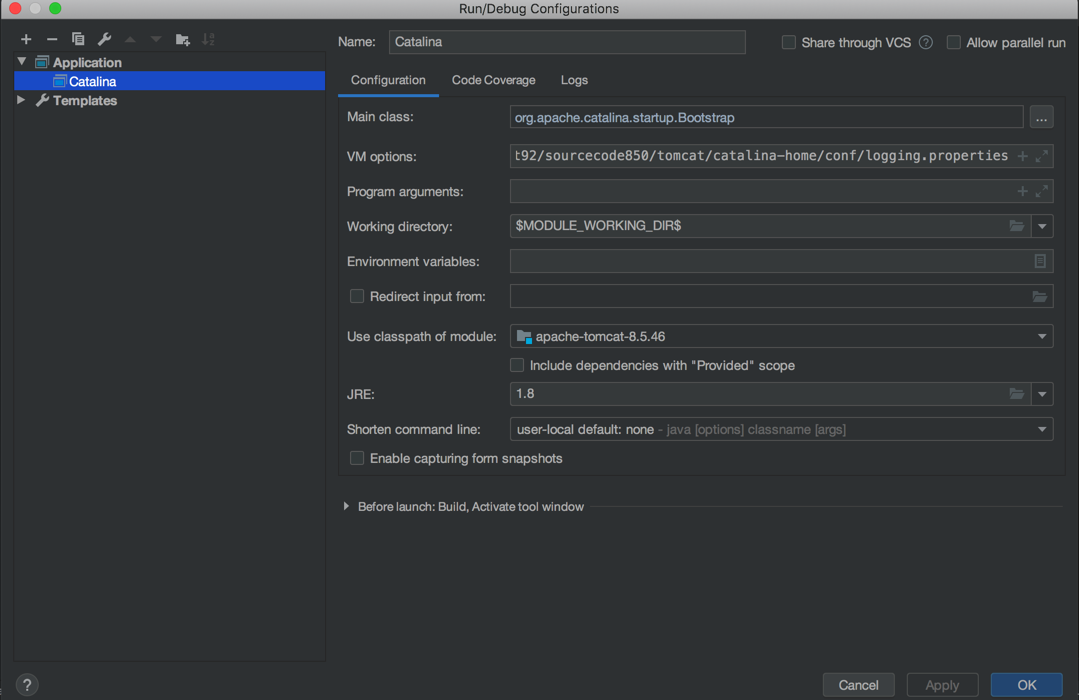 Run/Debug Configurations
Application
Catalina
Templates
Name: Catalina Share through VCS ? Allow parallel run
Configuration Code Coverage Logs
Main class: org.apache.catalina.startup.Bootstrap ...
VM options: t92/sourcecode850/tomcat/catalina-home/conf/logging.properties
Program arguments:
Working directory: $MODULE_WORKING_DIR$
Environment variables:
Redirect input from:
Use classpath of module: apache-tomcat-8.5.46
Include dependencies with "Provided" scope
JRE: 1.8
Shorten command line: user-local default: none - java [options] classname [args]
Enable capturing form snapshots
Before launch: Build, Activate tool window
? Cancel Apply OK